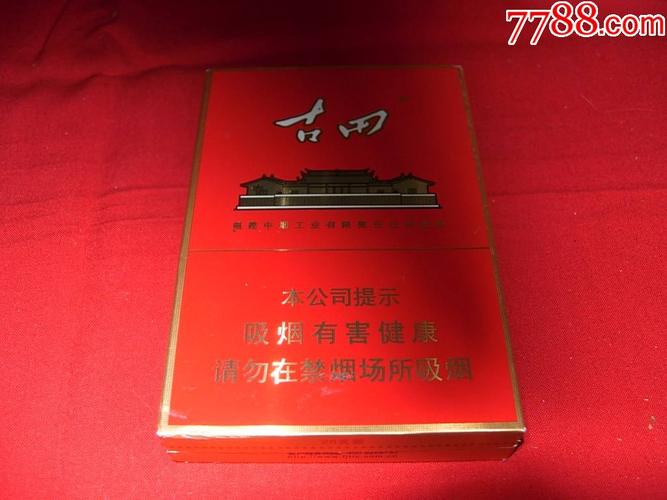 7788.com
古田
本公司提示
吸烟有害健康
请勿在禁烟场所吸烟